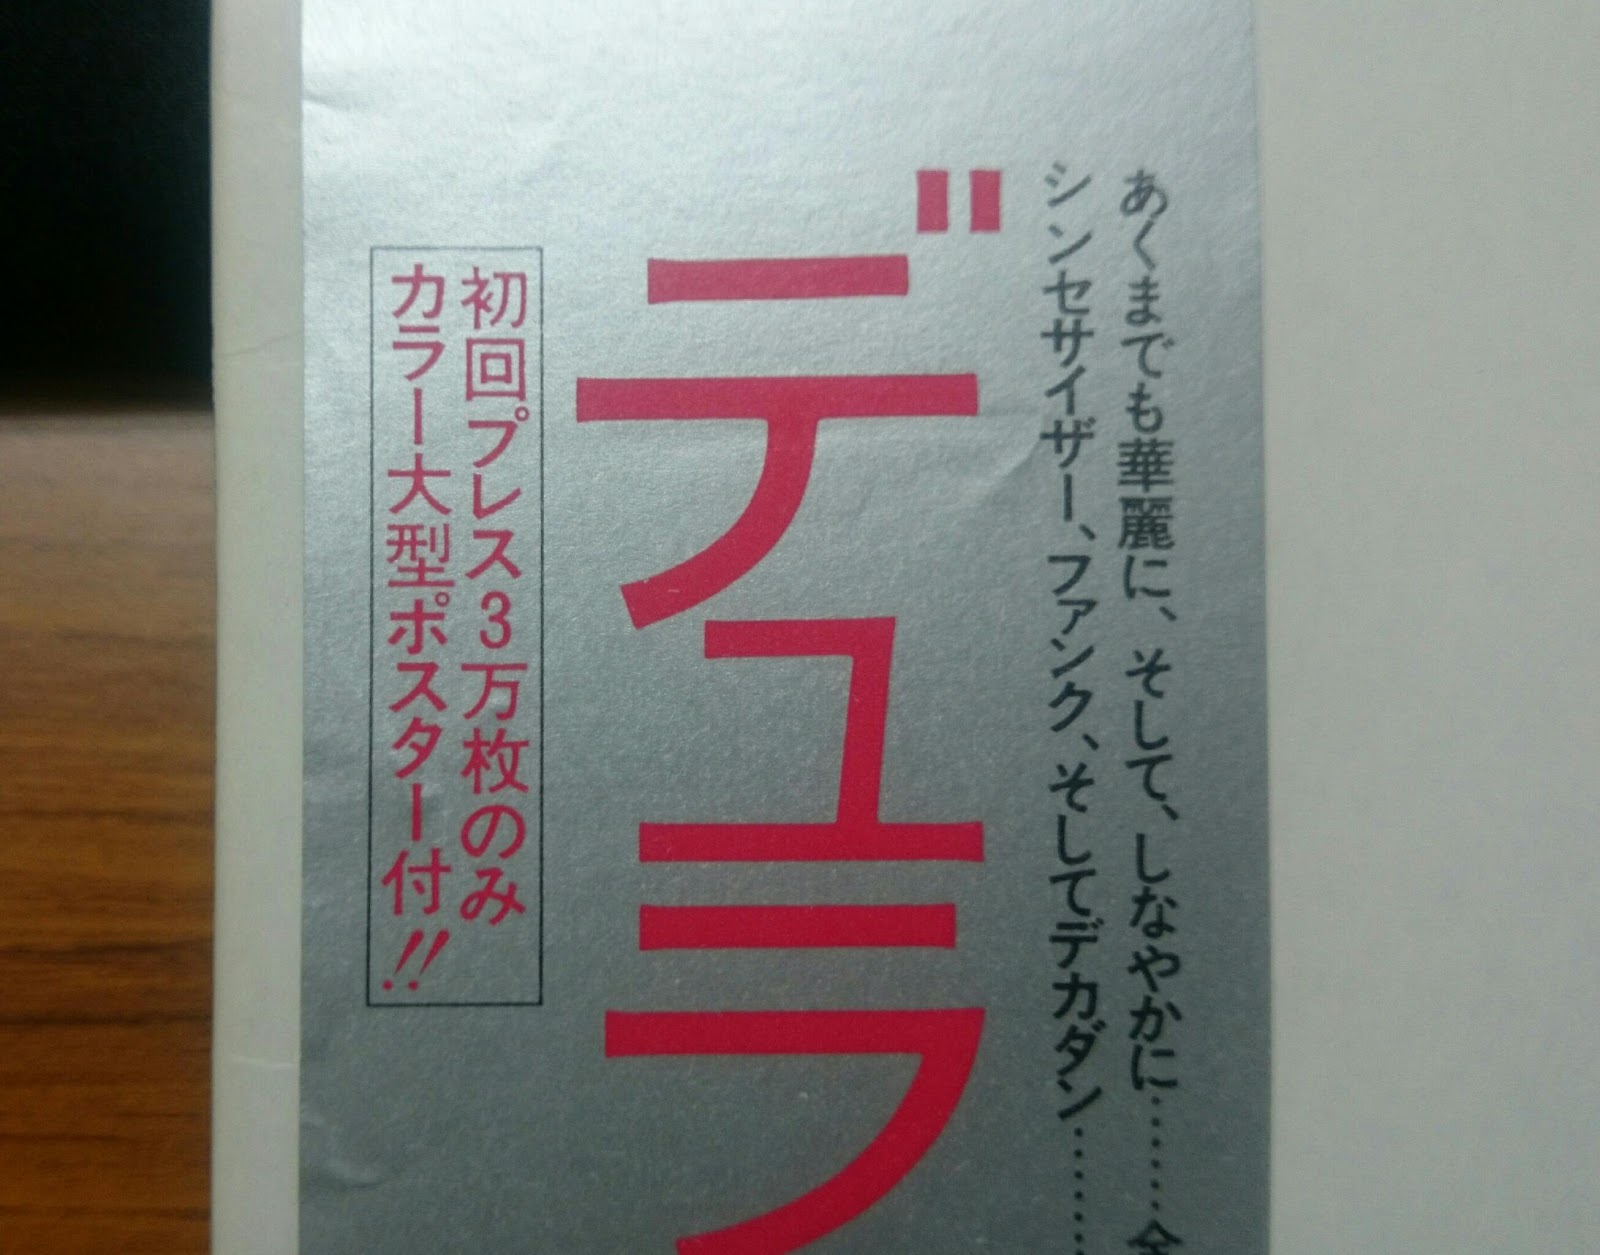 あくまでも華麗に、そして、しなやかに………全
シンセサイザー、ファンク、そしてデカダン………
デュラ
初回プレス3万枚のみ
カラー大型ポスター付!!